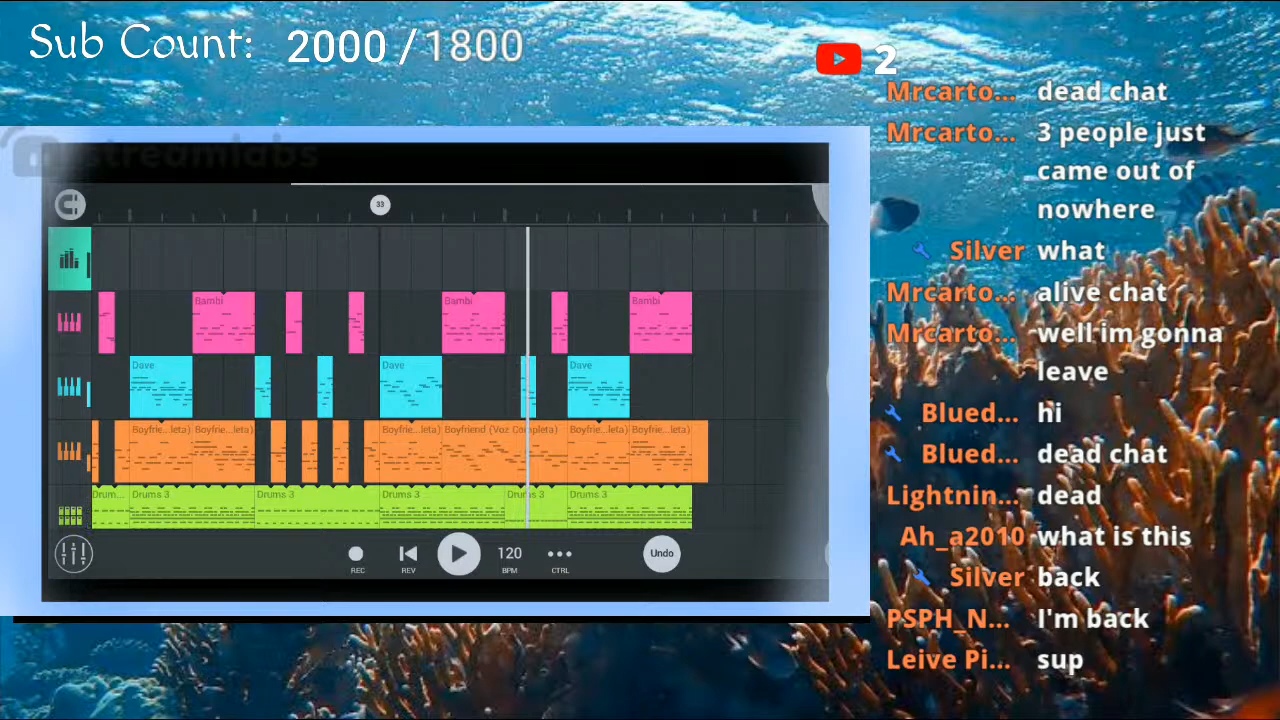 Sub Count: 2000 / 1800
2
streamlabs
33
Bambi
Bambi
Bambi
Dave
Dave
Dave
Boyfrie...leta)
Boyfrie...leta)
Boyfrie...leta)
Boyfriend (Voz Completa)
Boyfrie...leta)
Boyfrie...leta)
Drum...
Drums 3
Drums 3
Drums 3
Drums 3
Drums 3
REC
REV
120
BPM
CTRL
Undo
Mrcarto... dead chat
Mrcarto... 3 people just
came out of
nowhere
Silver what
Mrcarto... alive chat
Mrcarto... well im gonna
leave
Blued... hi
Blued... dead chat
Lightnin... dead
Ah_a2010 what is this
Silver back
PSPH_N... I'm back
Leive Pi... sup